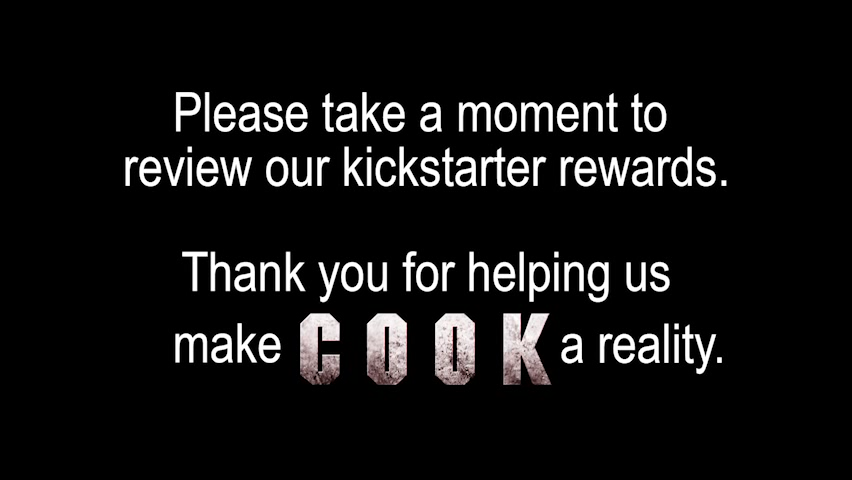 Please take a moment to
review our kickstarter rewards.
Thank you for helping us
make COOK a reality.